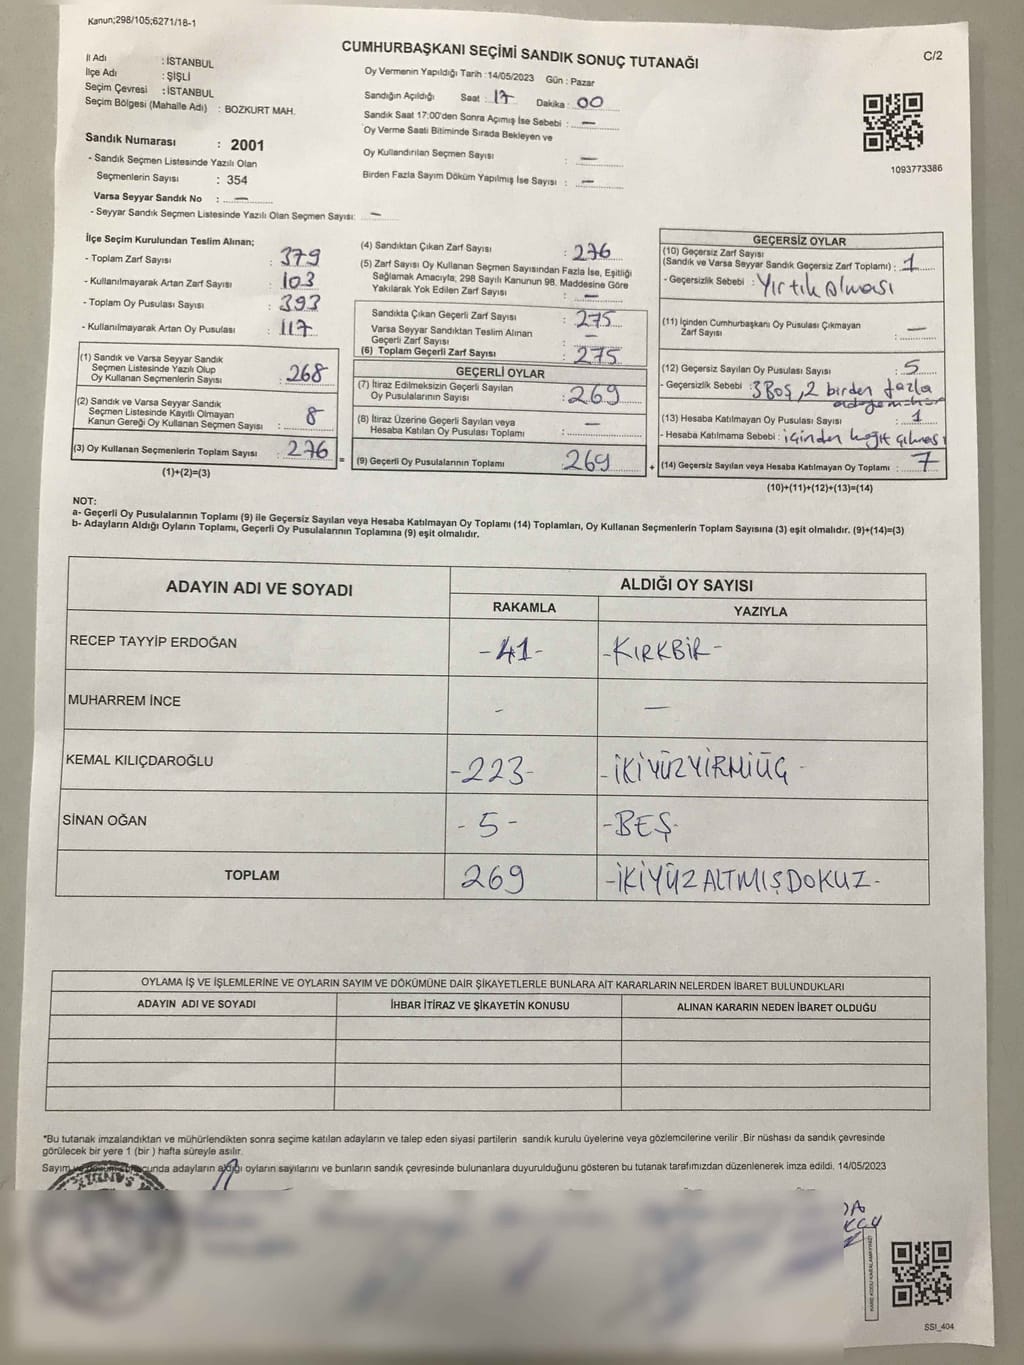 Kanun;298/105;6271/18-1
CUMHURBAŞKANI SEÇİMİ SANDIK SONUÇ TUTANAĞI
C/2
İl Adı : İSTANBUL
İlçe Adı : ŞİŞLİ
Seçim Çevresi : İSTANBUL
Seçim Bölgesi (Mahalle Adı) : BOZKURT MAH.
Oy Vermenin Yapıldığı Tarih :14/05/2023 Gün : Pazar
Sandığın Açıldığı Saat : 17 Dakika : 00
Sandık Saat 17:00'den Sonra Açımış İse Sebebi : —
Oy Verme Saati Bitiminde Sırada Bekleyen ve
Oy Kullandırılan Seçmen Sayısı : —
Birden Fazla Sayım Döküm Yapılmış İse Sayısı : —
1093773386
Sandık Numarası : 2001
- Sandık Seçmen Listesinde Yazılı Olan
Seçmenlerin Sayısı : 354
Varsa Seyyar Sandık No : —
- Seyyar Sandık Seçmen Listesinde Yazılı Olan Seçmen Sayısı: —
İlçe Seçim Kurulundan Teslim Alınan;
- Toplam Zarf Sayısı : 379
- Kullanılmayarak Artan Zarf Sayısı : 103
- Toplam Oy Pusulası Sayısı : 393
- Kullanılmayarak Artan Oy Pusulası : 117
(1) Sandık ve Varsa Seyyar Sandık
Seçmen Listesinde Yazılı Olup
Oy Kullanan Seçmenlerin Sayısı : 268
(2) Sandık ve Varsa Seyyar Sandık
Seçmen Listesinde Kayıtlı Olmayan
Kanun Gereği Oy Kullanan Seçmen Sayısı : 8
(3) Oy Kullanan Seçmenlerin Toplam Sayısı : 276
(1)+(2)=(3)
(4) Sandıktan Çıkan Zarf Sayısı : 276
(5) Zarf Sayısı Oy Kullanan Seçmen Sayısından Fazla İse, Eşitliği
Sağlamak Amacıyla, 298 Sayılı Kanunun 98. Maddesine Göre
Yakılarak Yok Edilen Zarf Sayısı : —
Sandıkta Çıkan Geçerli Zarf Sayısı : 275
Varsa Seyyar Sandıktan Teslim Alınan
Geçerli Zarf Sayısı : —
(6) Toplam Geçerli Zarf Sayısı : 275
GEÇERLİ OYLAR
(7) İtiraz Edilmeksizin Geçerli Sayılan
Oy Pusulalarının Sayısı : 269
(8) İtiraz Üzerine Geçerli Sayılan veya
Hesaba Katılan Oy Pusulası Toplamı : —
= (9) Geçerli Oy Pusulalarının Toplamı : 269 +
GEÇERSİZ OYLAR
(10) Geçersiz Zarf Sayısı
(Sandık ve Varsa Seyyar Sandık Geçersiz Zarf Toplamı) : 1
- Geçersizlik Sebebi : Yırtık olması
(11) İçinden Cumhurbaşkanı Oy Pusulası Çıkmayan
Zarf Sayısı : —
(12) Geçersiz Sayılan Oy Pusulası Sayısı : 5
- Geçersizlik Sebebi : 3 Boş, 2 birden fazla
adaya mühür
(13) Hesaba Katılmayan Oy Pusulası Sayısı : 1
- Hesaba Katılmama Sebebi : içinden kağıt çıkması
(14) Geçersiz Sayılan veya Hesaba Katılmayan Oy Toplamı : 7
(10)+(11)+(12)+(13)=(14)
NOT:
a- Geçerli Oy Pusulalarının Toplamı (9) ile Geçersiz Sayılan veya Hesaba Katılmayan Oy Toplamı (14) Toplamları, Oy Kullanan Seçmenlerin Toplam Sayısına (3) eşit olmalıdır. (9)+(14)=(3)
b- Adayların Aldığı Oyların Toplamı, Geçerli Oy Pusulalarının Toplamına (9) eşit olmalıdır.
ADAYIN ADI VE SOYADI ALDIĞI OY SAYISI
RAKAMLA YAZIYLA
RECEP TAYYİP ERDOĞAN -41- -KIRKBİR-
MUHARREM İNCE - —
KEMAL KILIÇDAROĞLU -223- -İKİYÜZYİRMİÜÇ-
SİNAN OĞAN -5- -BEŞ-
TOPLAM 269 -İKİYÜZALTMIŞDOKUZ-
OYLAMA İŞ VE İŞLEMLERİNE VE OYLARIN SAYIM VE DÖKÜMÜNE DAİR ŞİKAYETLERLE BUNLARA AİT KARARLARIN NELERDEN İBARET BULUNDUKLARI
ADAYIN ADI VE SOYADI İHBAR İTİRAZ VE ŞİKAYETİN KONUSU ALINAN KARARIN NEDEN İBARET OLDUĞU
*Bu tutanak imzalandıktan ve mühürlendikten sonra seçime katılan adayların ve talep eden siyasi partilerin sandık kurulu üyelerine veya gözlemcilerine verilir .Bir nüshası da sandık çevresinde
görülecek bir yere 1 (bir ) hafta süreyle asılır.
Sayım adayların aldığı oyların sayılarını ve bunların sandık çevresinde bulunanlara duyurulduğunu gösteren bu tutanak tarafımızdan düzenlenerek imza edildi. 14/05/2023
SANDIK
KARE KODU KARALAMAYINIZ!
SSI_404